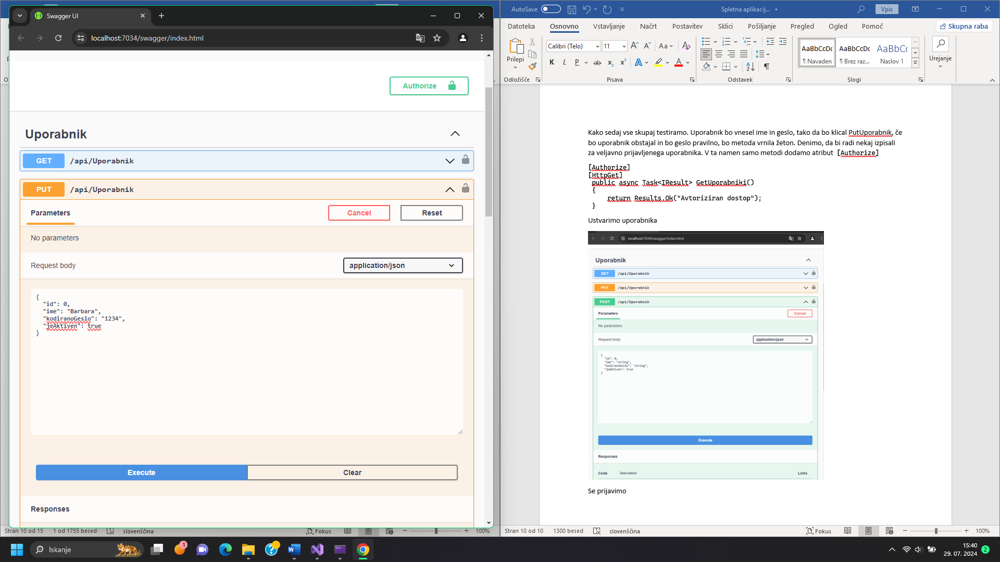 Swagger UI
localhost:7034/swagger/index.html
Authorize
Uporabnik
GET /api/Uporabnik
PUT /api/Uporabnik
Parameters
Cancel
Reset
No parameters
Request body
application/json
{
"id": 0,
"ime": "Barbara",
"kodiranoGeslo": "1234",
"jeAktiven": true
}
Execute
Clear
Responses
Stran 10 od 15 1 od 1755 besed slovenščina Fokus 100%
AutoSave
Spletna aplikacij...
Vpis
Datoteka Osnovno Vstavljanje Načrt Postavitev Sklici Pošiljanje Pregled Ogled Pomoč Skupna raba
Prilepi
Calibri (Telo) 11
K L P ab x₂ x² A A
AaBbCcDc AaBbCcDc AaBbCc
¶ Navaden ¶ Brez raz... Naslov 1
Urejanje
Odložišče Pisava Odstavek Slogi
Kako sedaj vse skupaj testiramo. Uporabnik bo vnesel ime in geslo, tako da bo klical PutUporabnik, če
bo uporabnik obstajal in bo geslo pravilno, bo metoda vrnila žeton. Denimo, da bi radi nekaj izpisali
za veljavno prijavljenega uporabnika. V ta namen samo metodi dodamo atribut [Authorize]
[Authorize]
[HttpGet]
public async Task<IResult> GetUporabniki()
{
return Results.Ok("Avtoriziran dostop");
}
Ustvarimo uporabnika
localhost:7034/swagger/index.html
Uporabnik
GET /api/Uporabnik
PUT /api/Uporabnik
POST /api/Uporabnik
Parameters
Cancel
No parameters
Request body
application/json
{
"id": 0,
"ime": "string",
"kodiranoGeslo": "string",
"jeAktiven": true
}
Execute
Responses
Code Description Links
Se prijavimo
Stran 10 od 10 1300 besed slovenščina Fokus 100%
Iskanje
1
15:40
29. 07. 2024
2